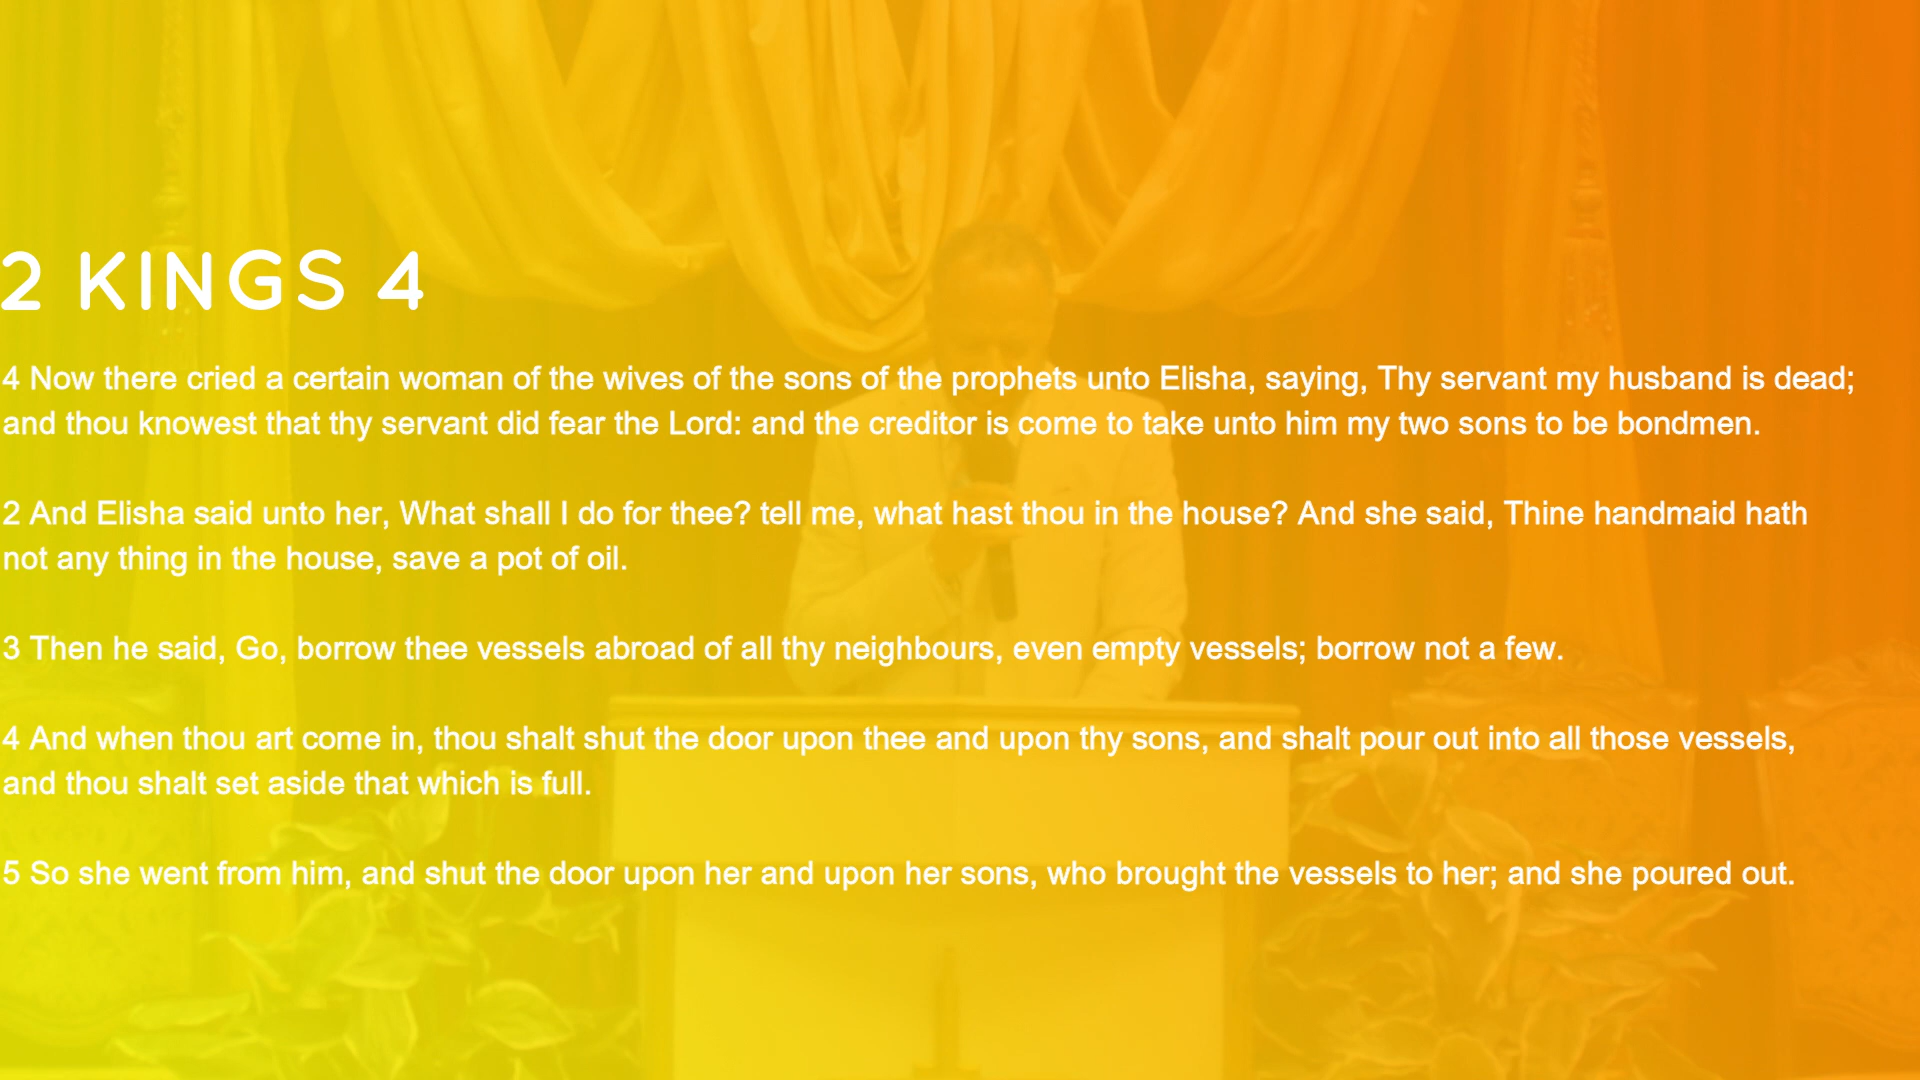 2 KINGS 4
4 Now there cried a certain woman of the wives of the sons of the prophets unto Elisha, saying, Thy servant my husband is dead;
and thou knowest that thy servant did fear the Lord: and the creditor is come to take unto him my two sons to be bondmen.
2 And Elisha said unto her, What shall I do for thee? tell me, what hast thou in the house? And she said, Thine handmaid hath
not any thing in the house, save a pot of oil.
3 Then he said, Go, borrow thee vessels abroad of all thy neighbours, even empty vessels; borrow not a few.
4 And when thou art come in, thou shalt shut the door upon thee and upon thy sons, and shalt pour out into all those vessels,
and thou shalt set aside that which is full.
5 So she went from him, and shut the door upon her and upon her sons, who brought the vessels to her; and she poured out.